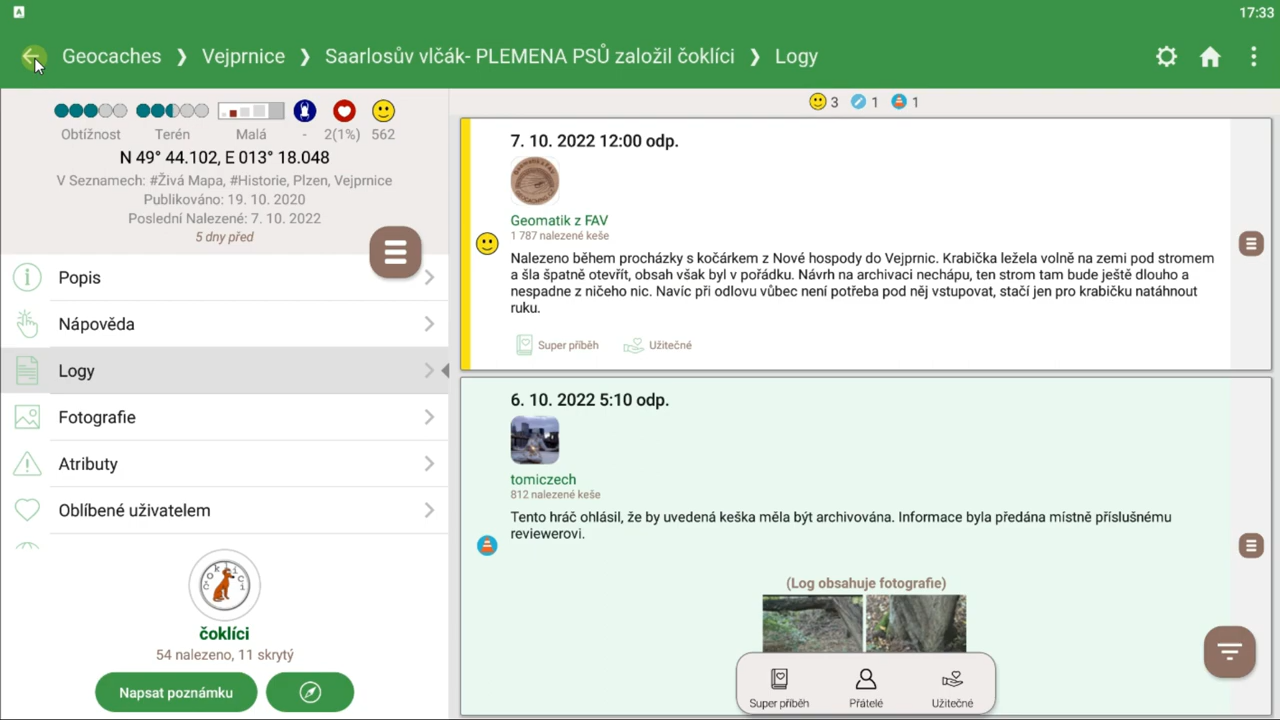 A
17:33
Geocaches ❯ Vejprnice ❯ Saarlosův vlčák- PLEMENA PSŮ založil čoklíci ❯ Logy
Obtížnost
Terén
Malá
-
2(1%)
562
N 49° 44.102, E 013° 18.048
V Seznamech: #Živá Mapa, #Historie, Plzen, Vejprnice
Publikováno: 19. 10. 2020
Poslední Nalezené: 7. 10. 2022
5 dny před
Popis
Nápověda
Logy
Fotografie
Atributy
Oblíbené uživatelem
čoklíci
čoklíci
54 nalezeno, 11 skrytý
Napsat poznámku
3 1 1
7. 10. 2022 12:00 odp.
Geomatik z FAV
1 787 nalezené keše
Nalezeno během procházky s kočárkem z Nové hospody do Vejprnic. Krabička ležela volně na zemi pod stromem
a šla špatně otevřít, obsah však byl v pořádku. Návrh na archivaci nechápu, ten strom tam bude ještě dlouho a
nespadne z ničeho nic. Navíc při odlovu vůbec není potřeba pod něj vstupovat, stačí jen pro krabičku natáhnout
ruku.
Super příběh
Užitečné
6. 10. 2022 5:10 odp.
tomiczech
812 nalezené keše
Tento hráč ohlásil, že by uvedená keška měla být archivována. Informace byla předána místně příslušnému
reviewerovi.
(Log obsahuje fotografie)
Super příběh
Přátelé
Užitečné